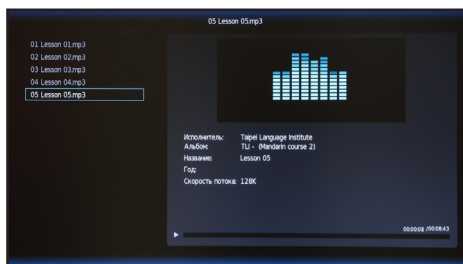 05 Lesson 05.mp3
01 Lesson 01.mp3
02 Lesson 02.mp3
03 Lesson 03.mp3
04 Lesson 04.mp3
05 Lesson 05.mp3
Исполнитель: Taipei Language Institute
Альбом: TLI - (Mandarin course 2)
Название: Lesson 05
Год:
Скорость потока: 128K
00:00:03 /00:08:43